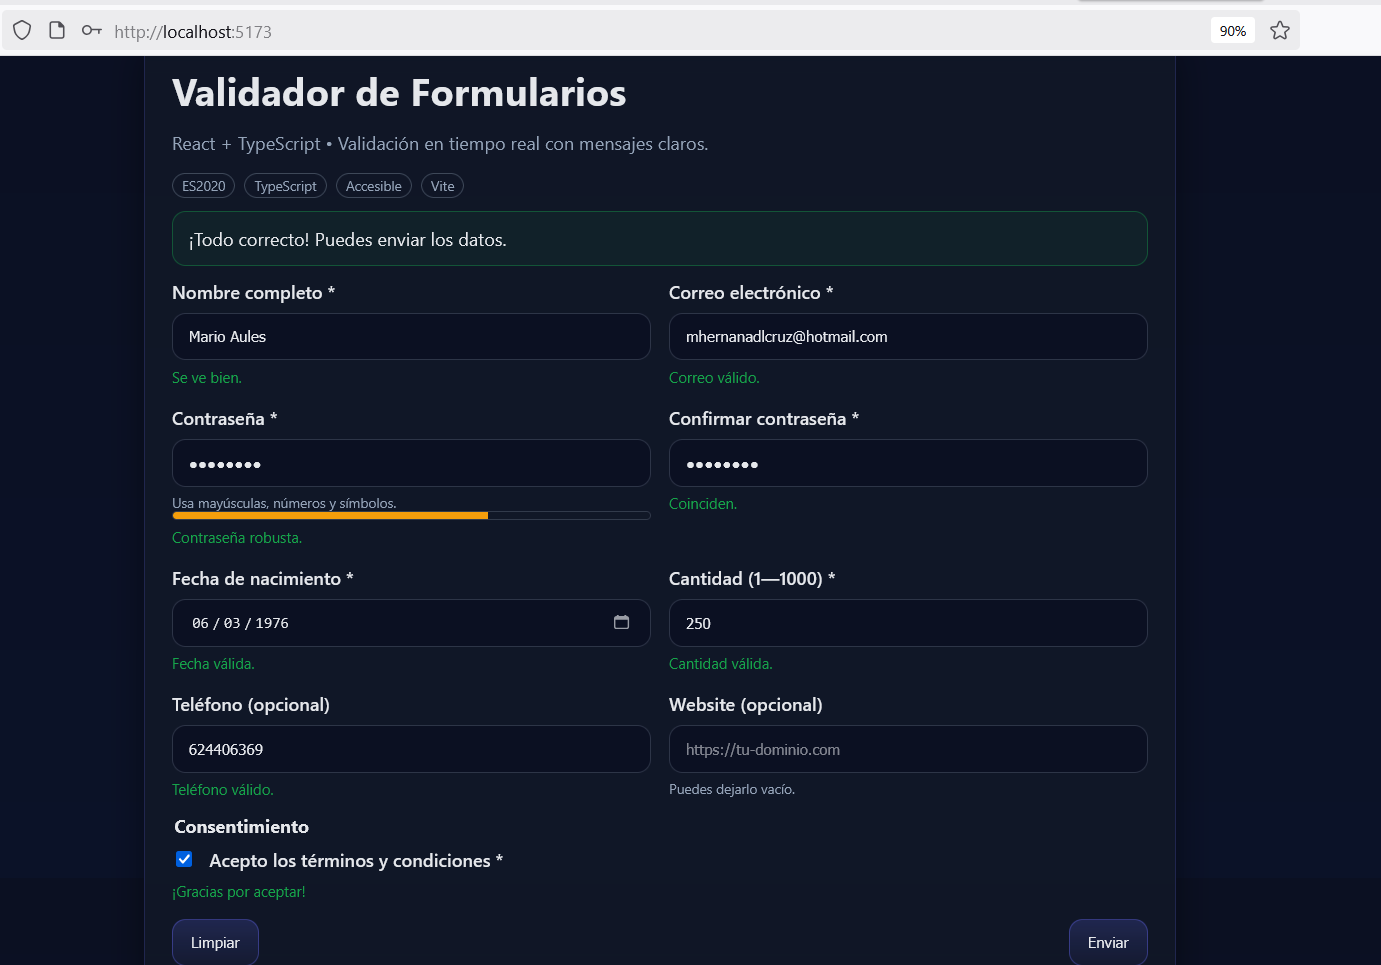 http://localhost:5173
90%
Validador de Formularios
React + TypeScript • Validación en tiempo real con mensajes claros.
ES2020 TypeScript Accesible Vite
¡Todo correcto! Puedes enviar los datos.
Nombre completo * Correo electrónico *
Mario Aules mhernanadlcruz@hotmail.com
Se ve bien. Correo válido.
Contraseña * Confirmar contraseña *
●●●●●●●● ●●●●●●●●
Usa mayúsculas, números y símbolos. Coinciden.
Contraseña robusta.
Fecha de nacimiento * Cantidad (1—1000) *
06 / 03 / 1976 250
Fecha válida. Cantidad válida.
Teléfono (opcional) Website (opcional)
624406369 https://tu-dominio.com
Teléfono válido. Puedes dejarlo vacío.
Consentimiento
Acepto los términos y condiciones *
¡Gracias por aceptar!
Limpiar Enviar